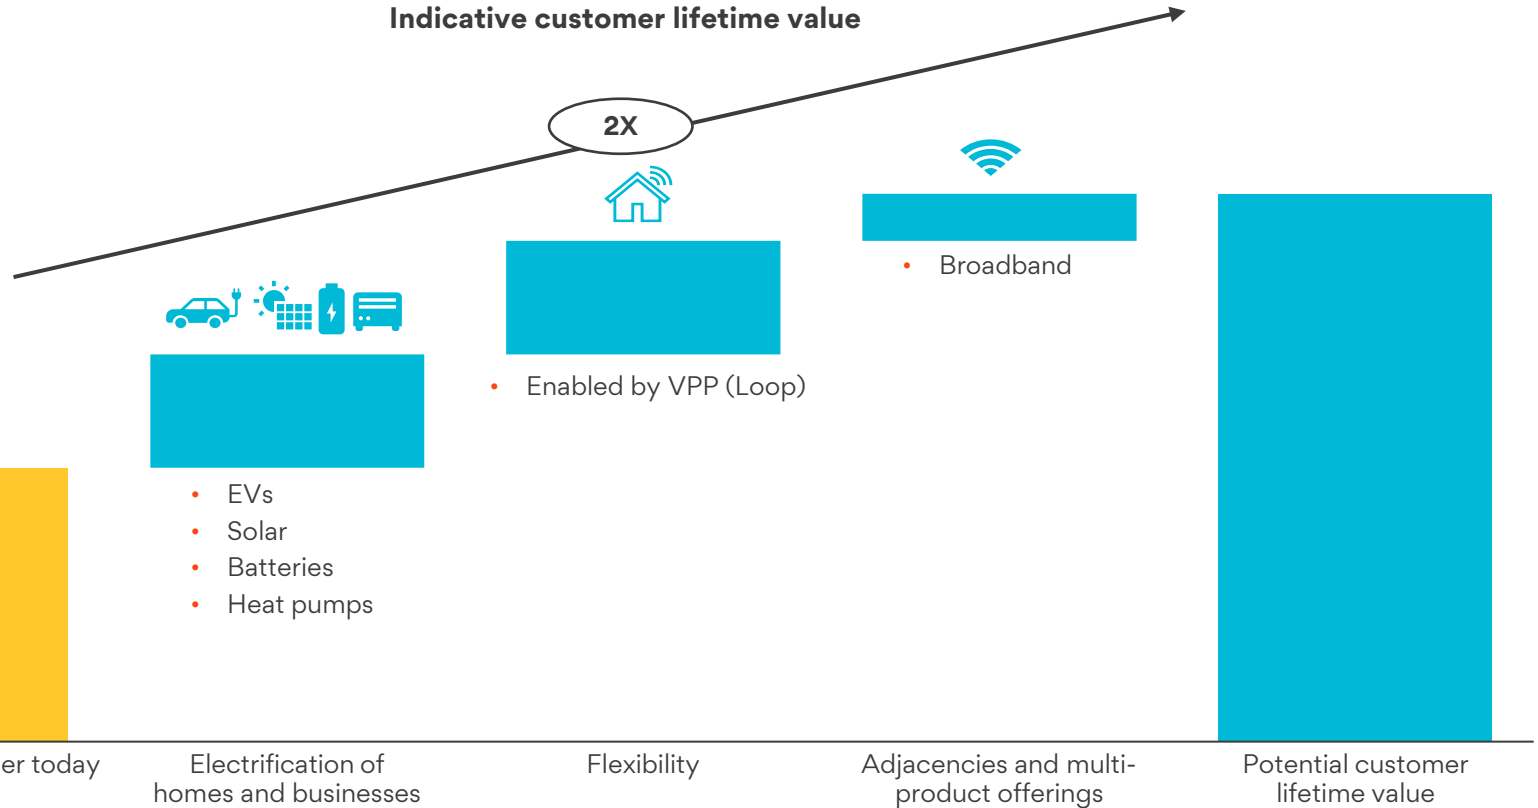 Indicative customer lifetime value
2X
• Broadband
• Enabled by VPP (Loop)
• EVs
• Solar
• Batteries
• Heat pumps
er today
Electrification of
homes and businesses
Flexibility
Adjacencies and multi-
product offerings
Potential customer
lifetime value